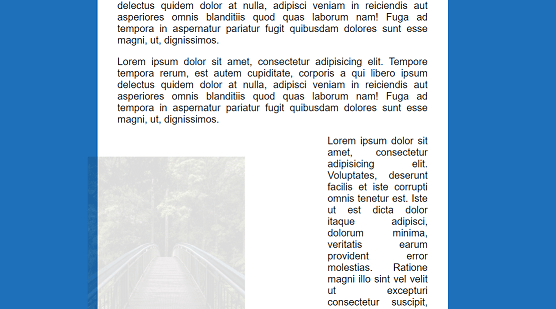 delectus quidem dolor at nulla, adipisci veniam in reiciendis aut
asperiores omnis blanditiis quod quas laborum nam! Fuga ad
tempora in aspernatur pariatur fugit quibusdam dolores sunt esse
magni, ut, dignissimos.
Lorem ipsum dolor sit amet, consectetur adipisicing elit. Tempore
tempora rerum, est autem cupiditate, corporis a qui libero ipsum
delectus quidem dolor at nulla, adipisci veniam in reiciendis aut
asperiores omnis blanditiis quod quas laborum nam! Fuga ad
tempora in aspernatur pariatur fugit quibusdam dolores sunt esse
magni, ut, dignissimos.
Lorem ipsum dolor sit
amet, consectetur
adipisicing elit.
Voluptates, deserunt
facilis et iste corrupti
omnis tenetur est. Iste
ut est dicta dolor
itaque adipisci,
dolorum minima,
veritatis earum
provident error
molestias. Ratione
magni illo sint vel velit
ut excepturi
consectetur suscipit,